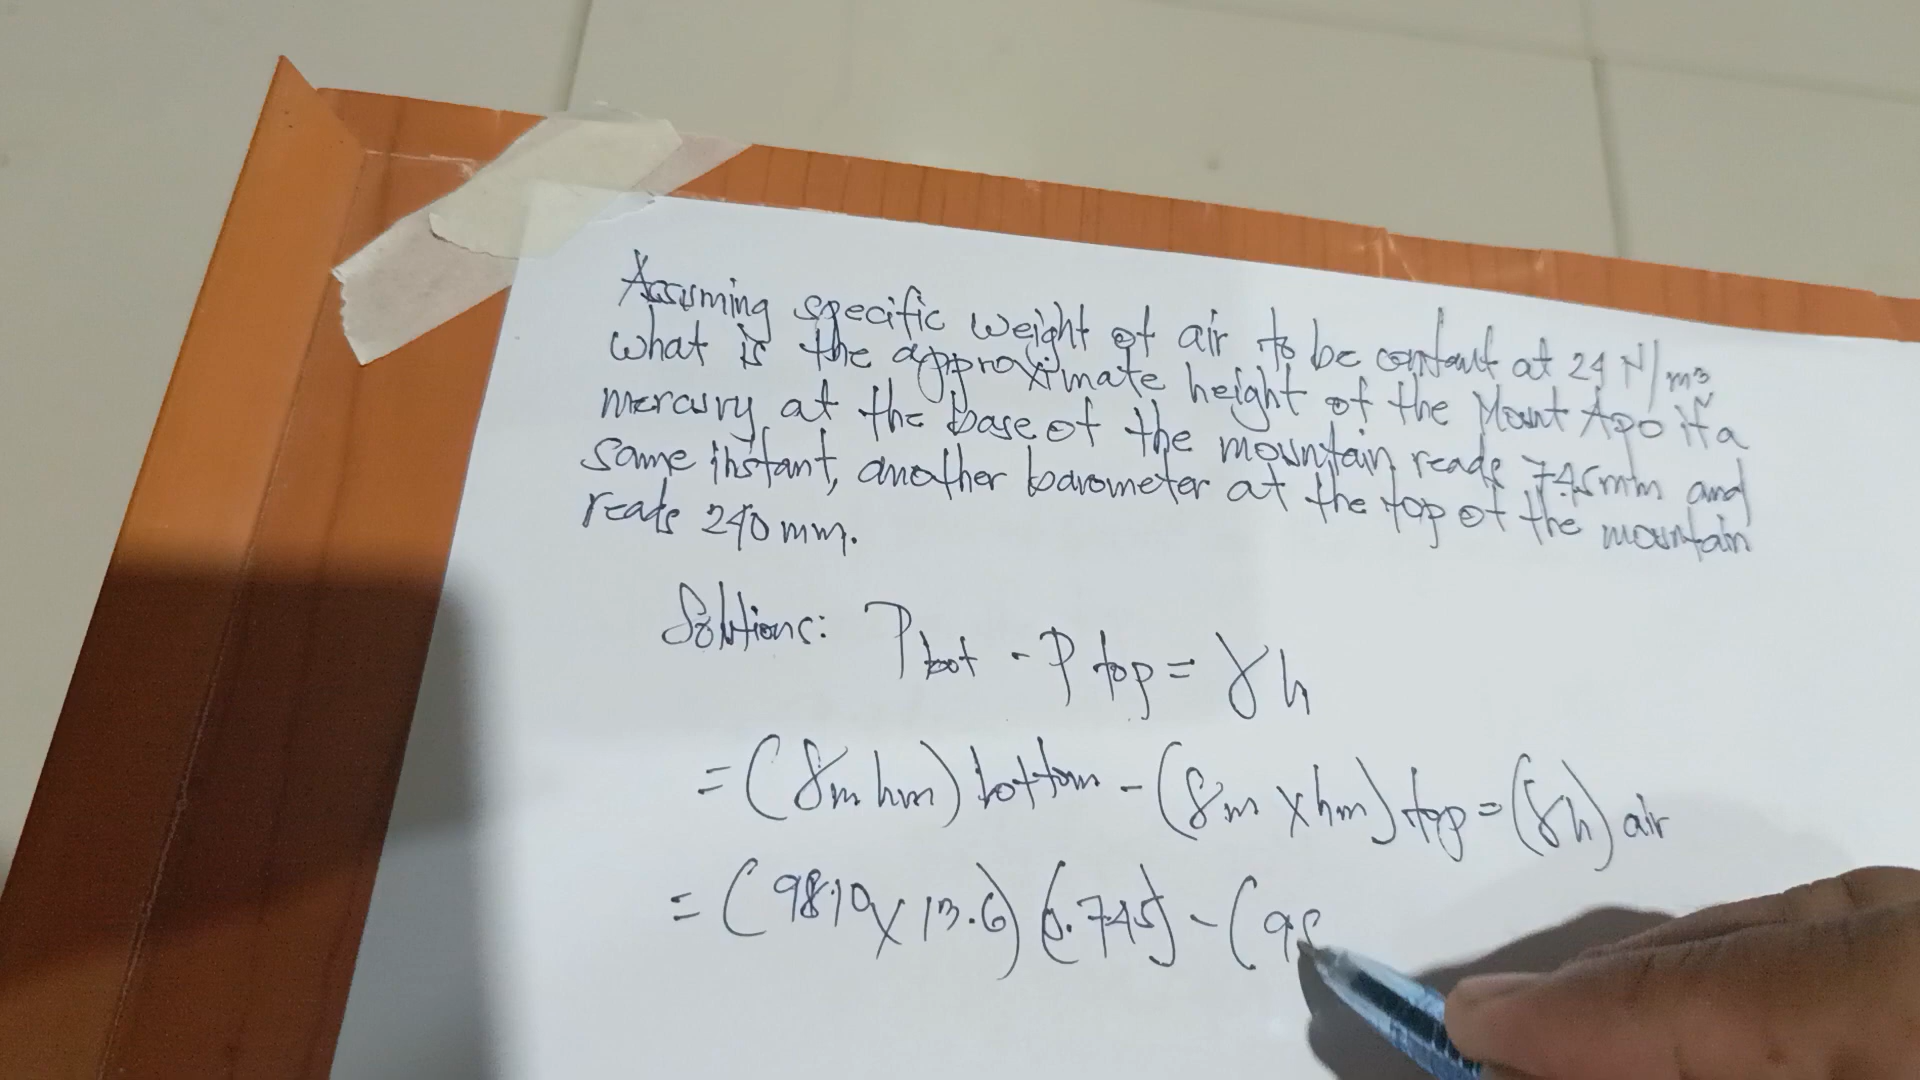 Assuming specific weight of air to be constant at 24 N/m³
what is the approximate height of the Mount Apo if a
mercury at the base of the mountain reads 745mm and
same instant, another barometer at the top of the mountain
reads 240 mm.
Solutions: Pbot - Ptop = γh
= (γm hm) bottom - (γm x hm) top = (γh) air
= (9810 x 13.6) (0.745) - (98